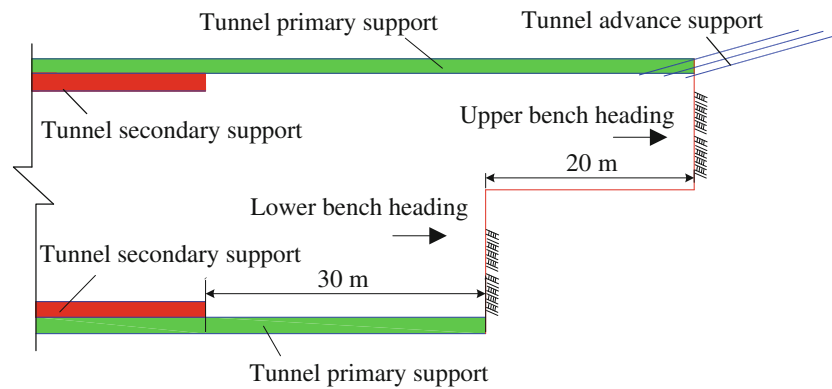 Tunnel primary support
Tunnel advance support
Tunnel secondary support
Upper bench heading
20 m
Lower bench heading
Tunnel secondary support
30 m
Tunnel primary support